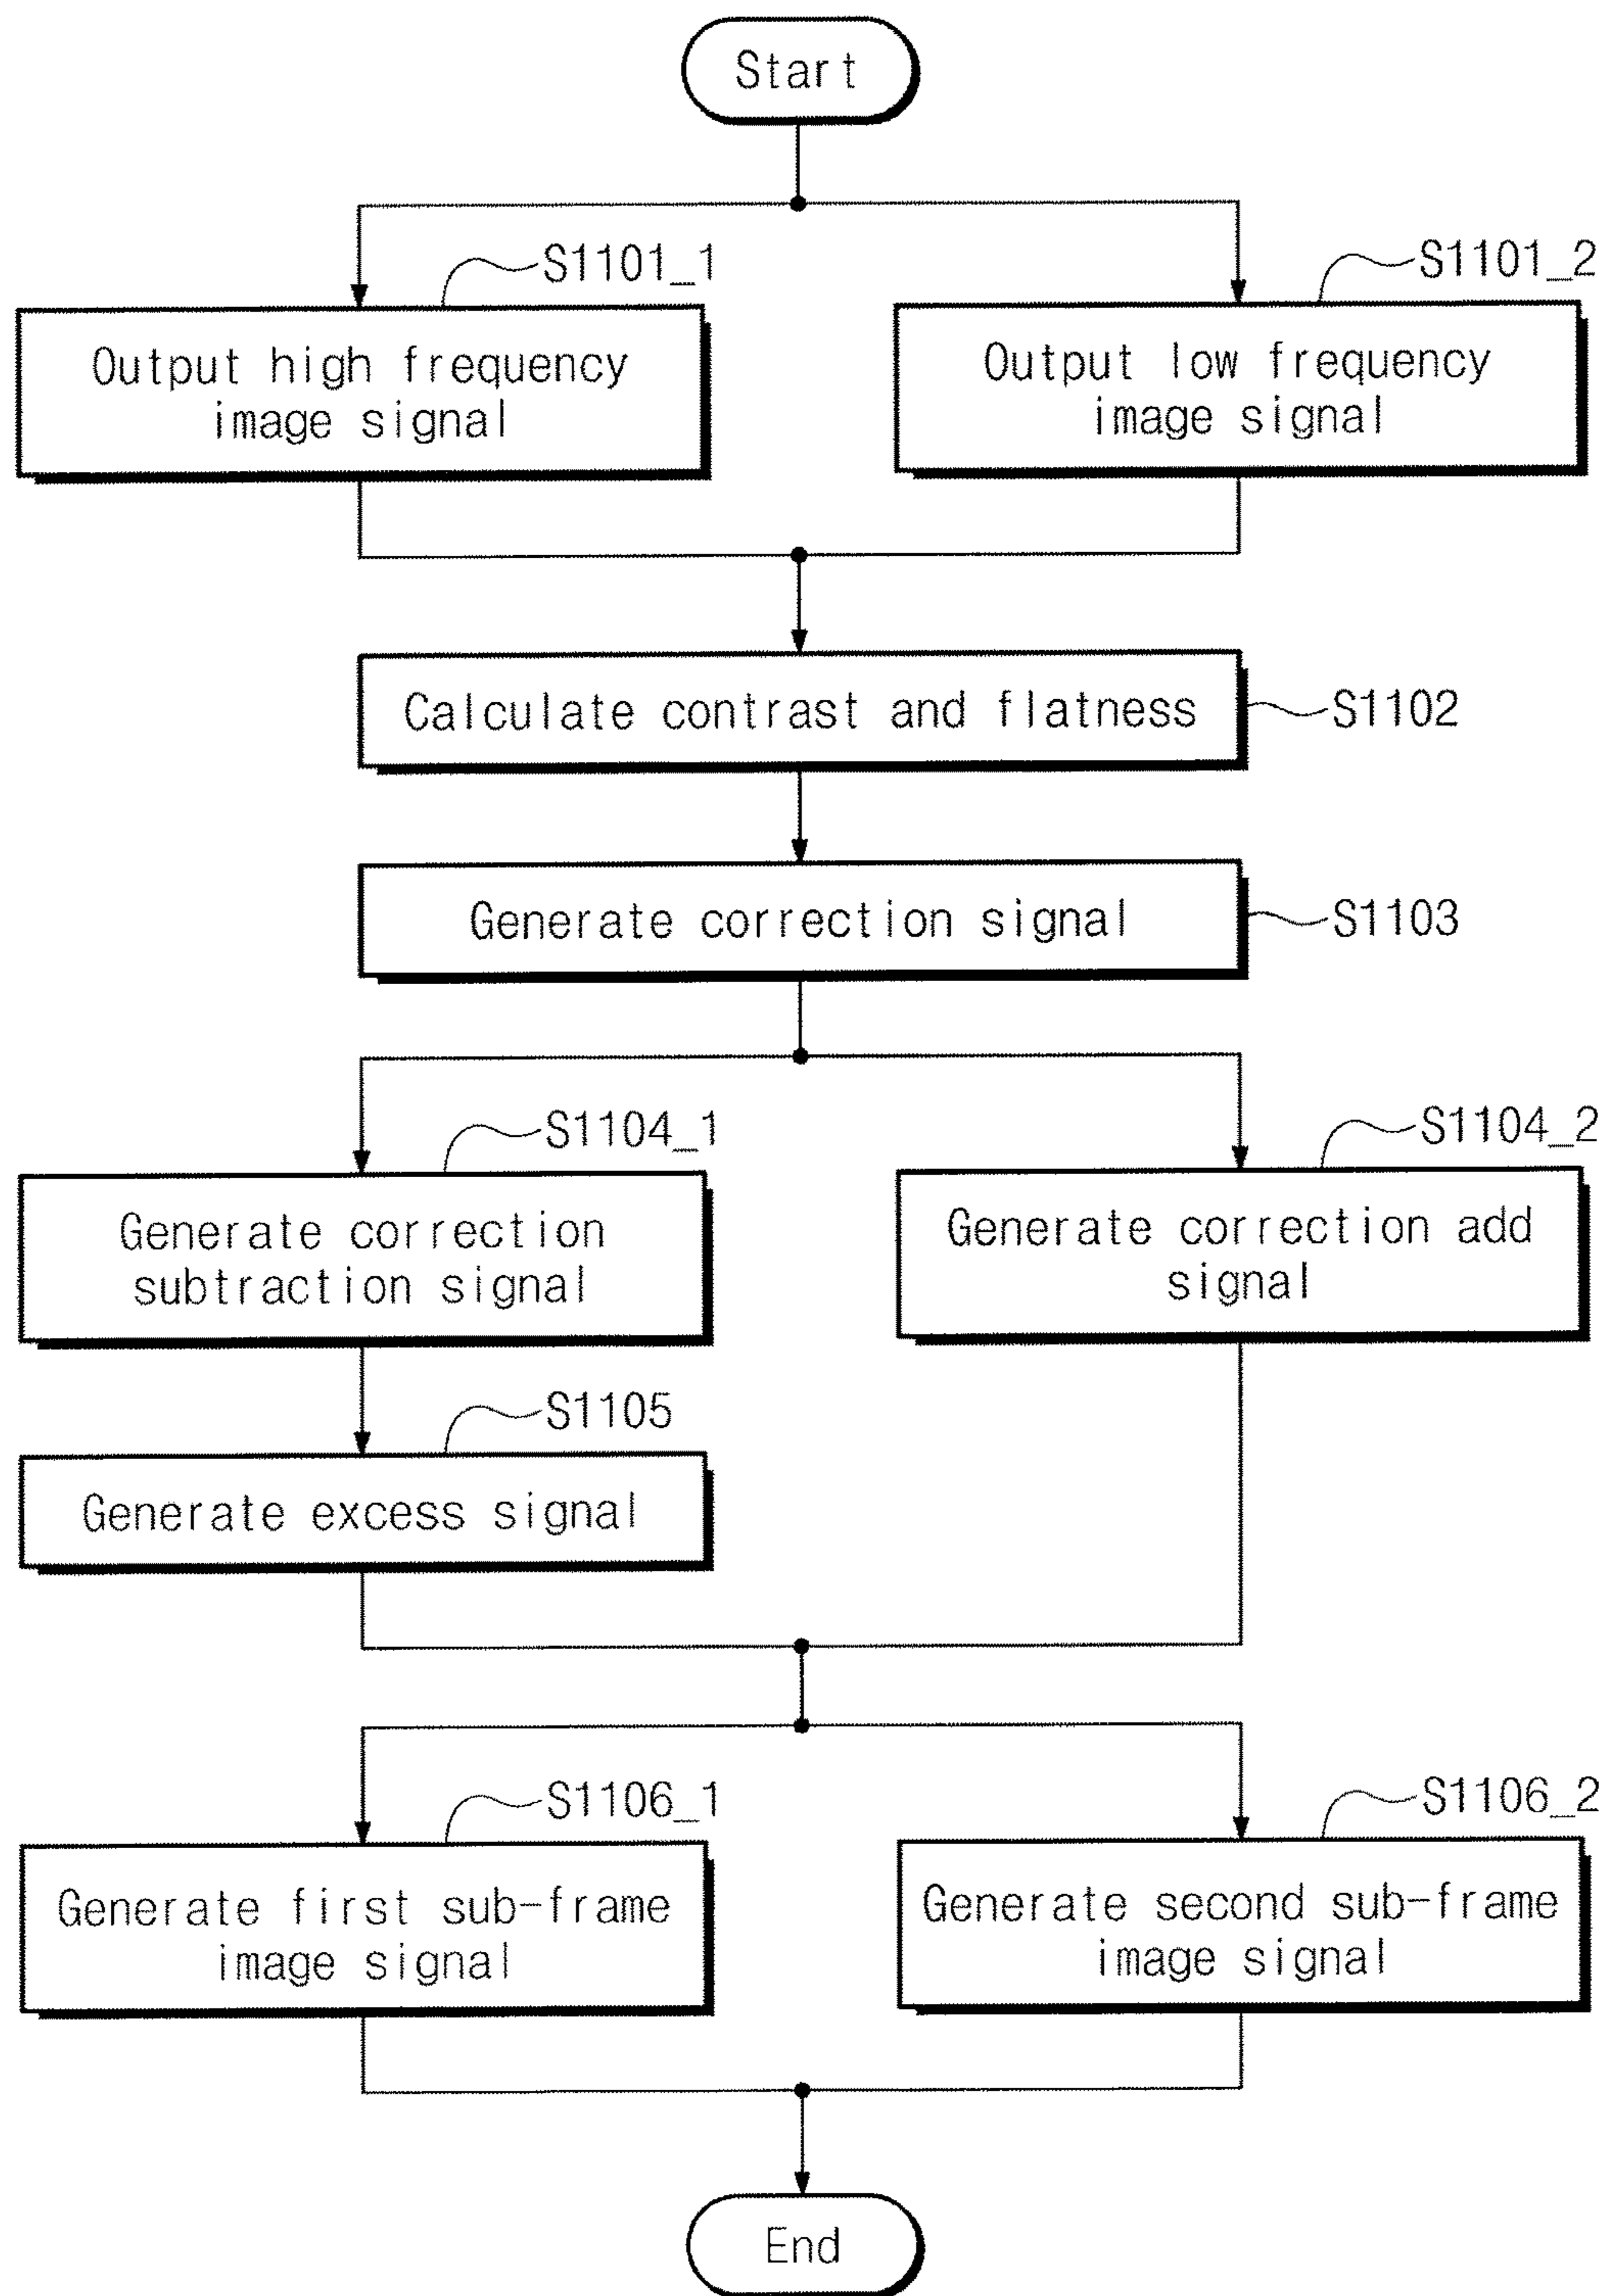 Start
S1101_1
S1101_2
Output high frequency
image signal
Output low frequency
image signal
Calculate contrast and flatness
S1102
Generate correction signal
S1103
S1104_1
S1104_2
Generate correction
subtraction signal
Generate correction add
signal
S1105
Generate excess signal
S1106_1
S1106_2
Generate first sub-frame
image signal
Generate second sub-frame
image signal
End